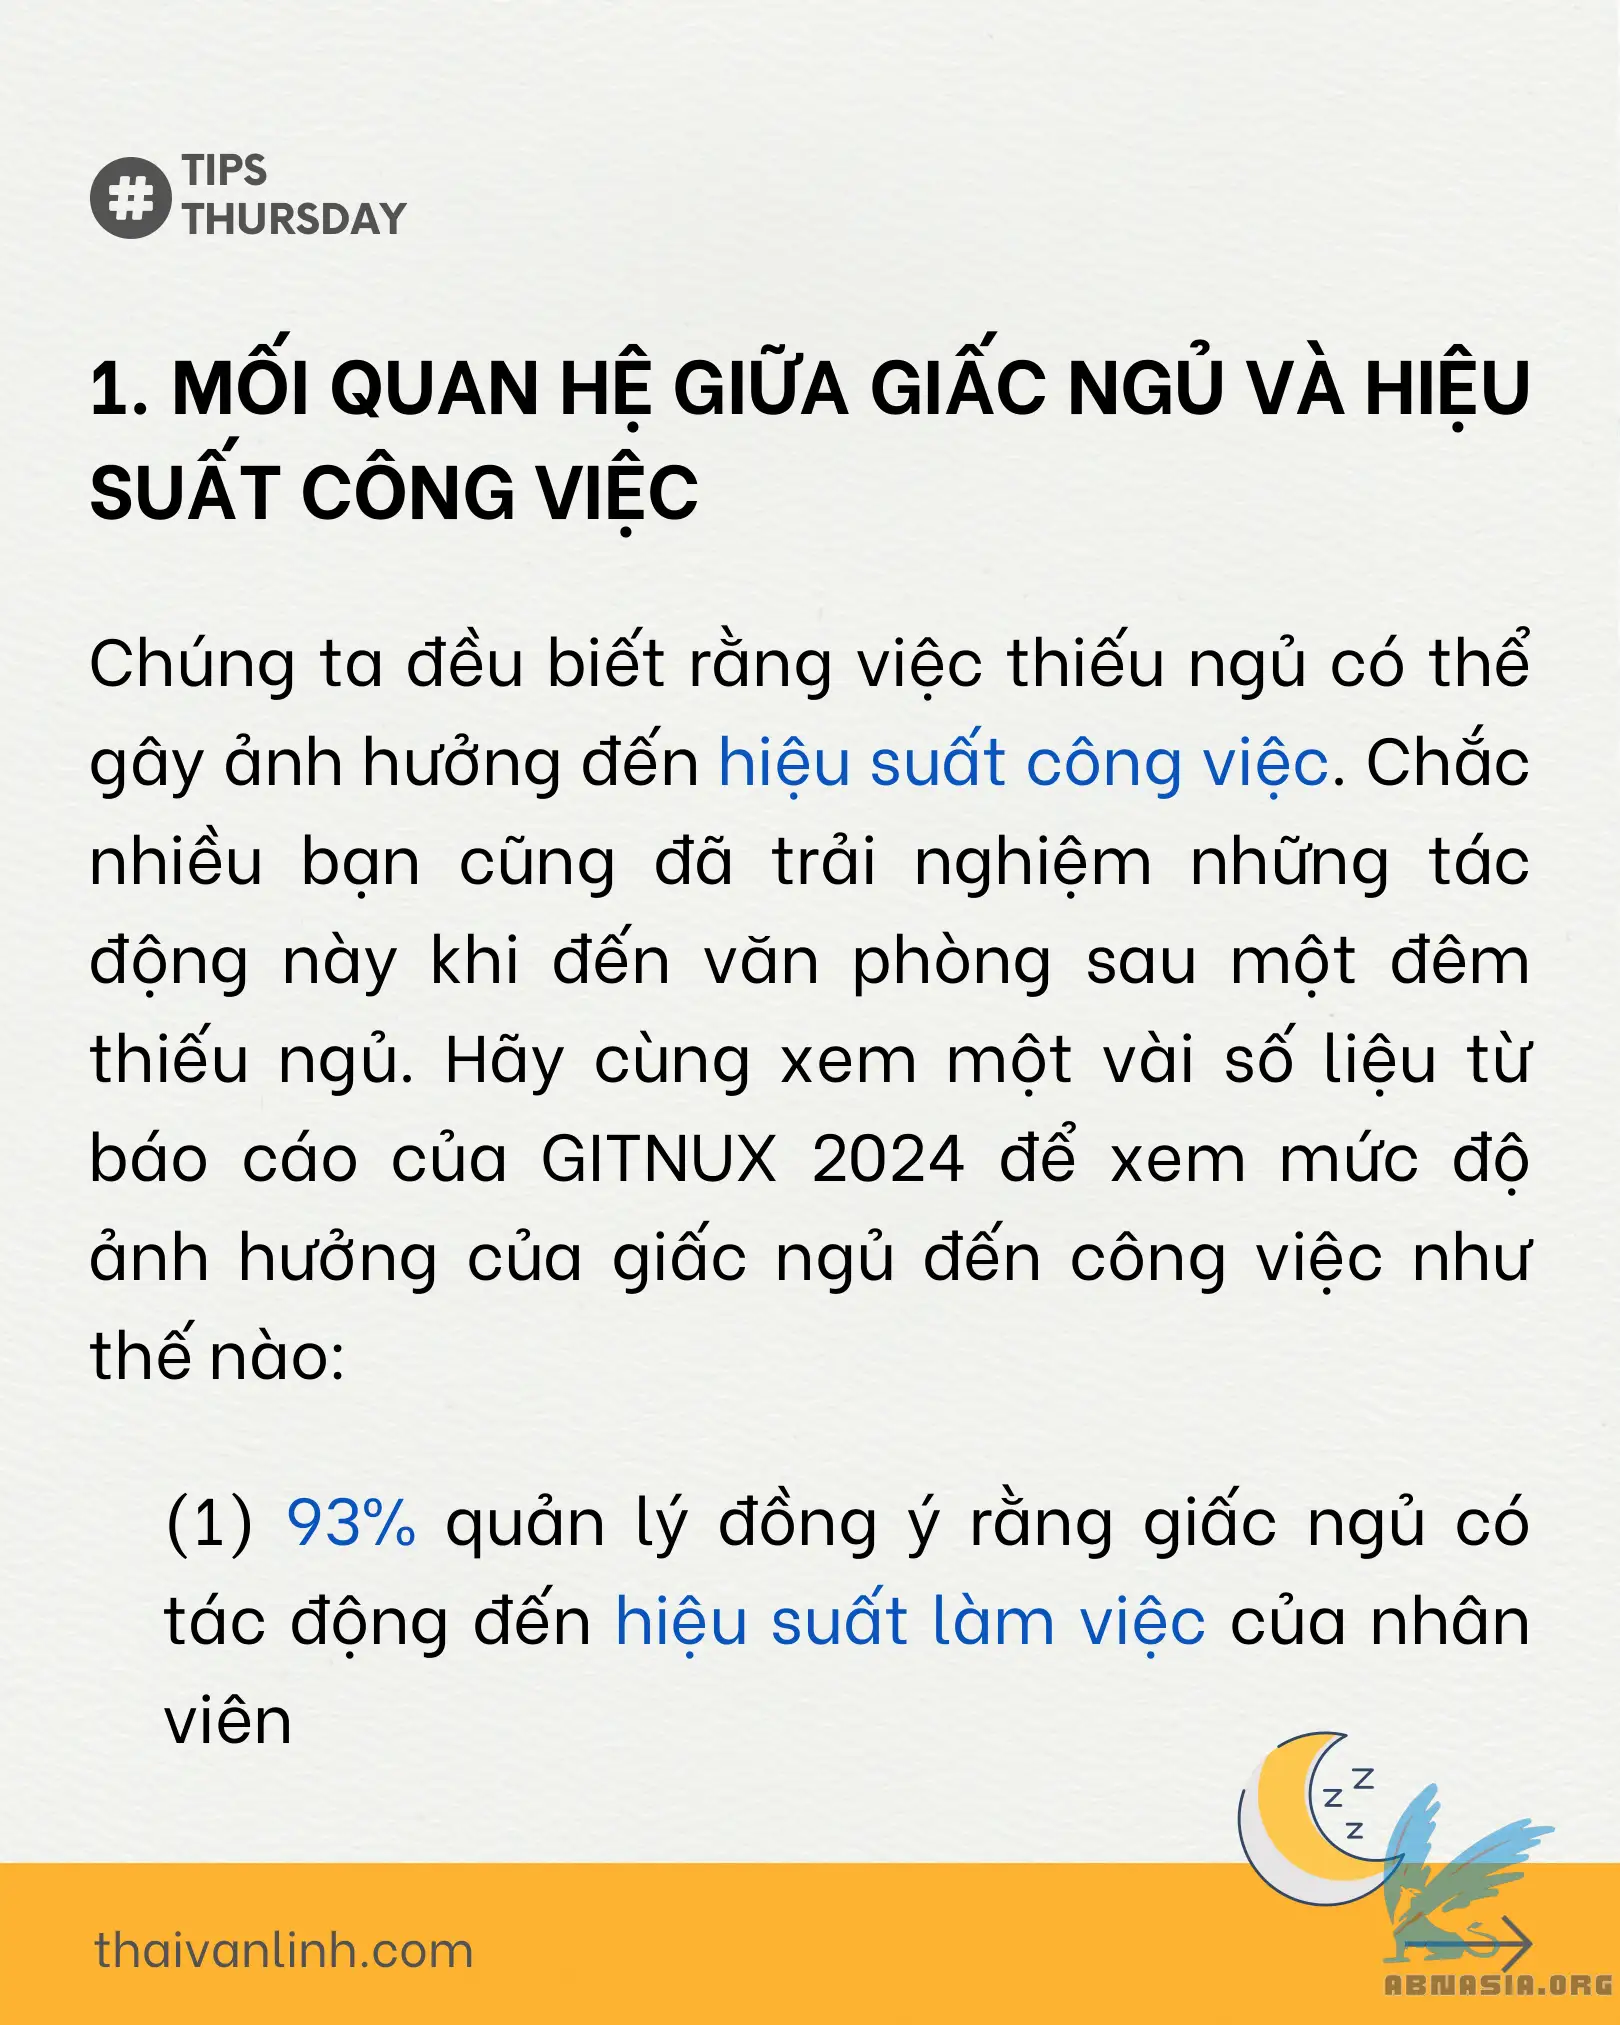 #
TIPS
THURSDAY
1. MỐI QUAN HỆ GIỮA GIẤC NGỦ VÀ HIỆU
SUẤT CÔNG VIỆC
Chúng ta đều biết rằng việc thiếu ngủ có thể
gây ảnh hưởng đến hiệu suất công việc. Chắc
nhiều bạn cũng đã trải nghiệm những tác
động này khi đến văn phòng sau một đêm
thiếu ngủ. Hãy cùng xem một vài số liệu từ
báo cáo của GITNUX 2024 để xem mức độ
ảnh hưởng của giấc ngủ đến công việc như
thế nào:
(1) 93% quản lý đồng ý rằng giấc ngủ có
tác động đến hiệu suất làm việc của nhân
viên
z z z
thaivanlinh.com
ABNASIA.ORG